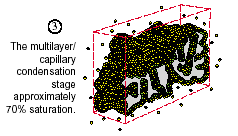 3
The multilayer/
capillary
condensation
stage
approximately
70% saturation.